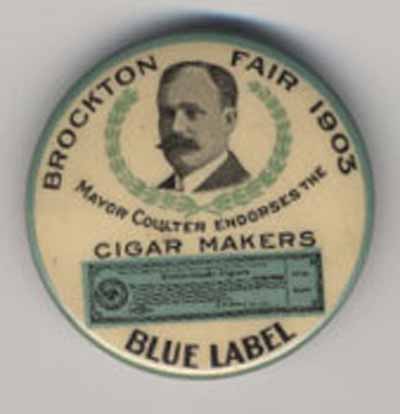 BROCKTON FAIR 1903
MAYOR COULTER ENDORSES THE
CIGAR MAKERS
BLUE LABEL